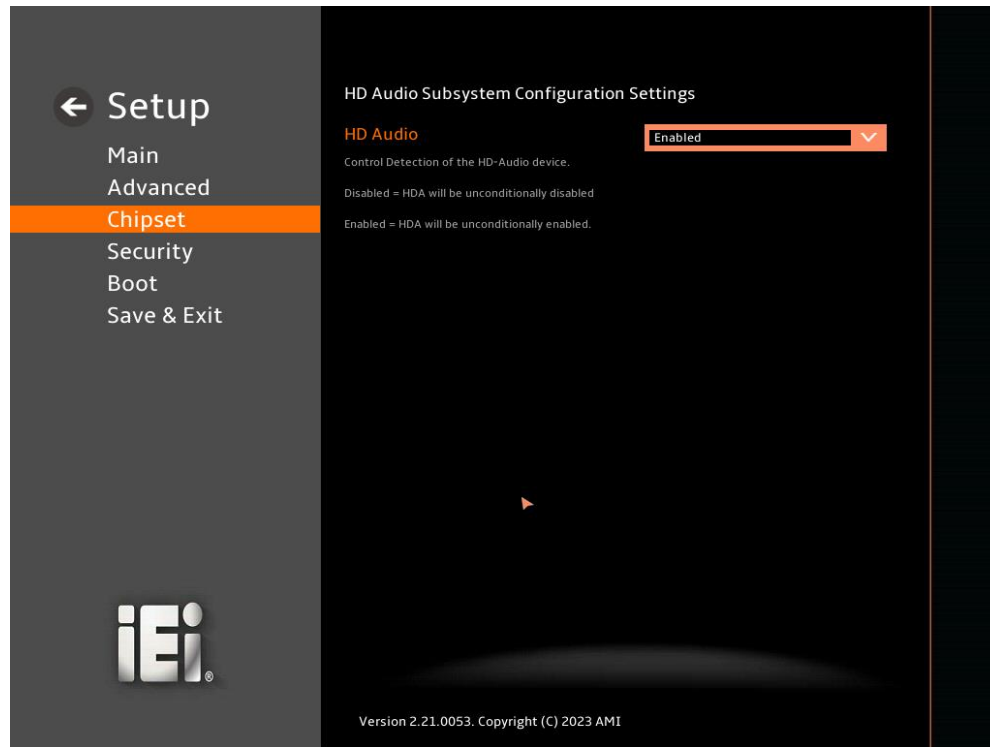 Setup
Main
Advanced
Chipset
Security
Boot
Save & Exit
HD Audio Subsystem Configuration Settings
HD Audio
Enabled
Control Detection of the HD-Audio device.
Disabled = HDA will be unconditionally disabled
Enabled = HDA will be unconditionally enabled.
iEi®
Version 2.21.0053. Copyright (C) 2023 AMI